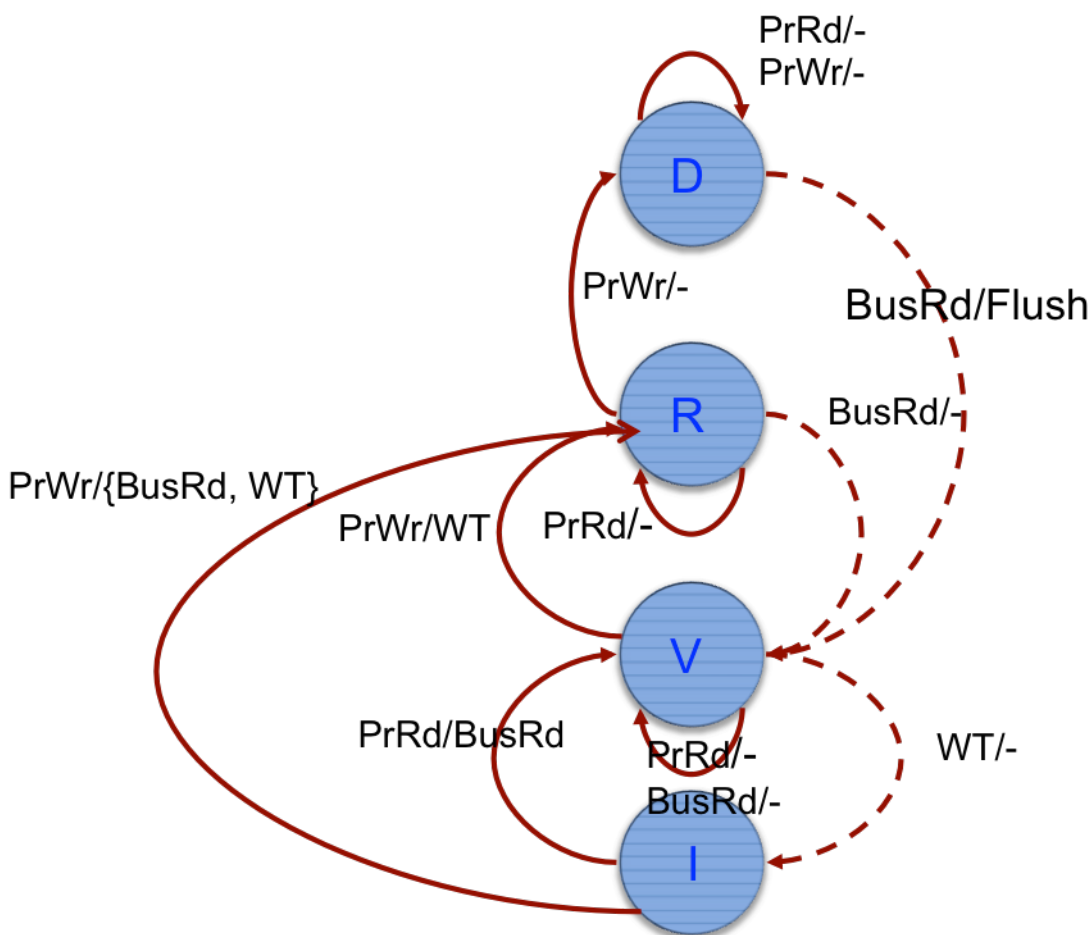 PrRd/-
PrWr/-
D
PrWr/-
BusRd/Flush
R
BusRd/-
PrWr/{BusRd, WT}
PrWr/WT
PrRd/-
V
PrRd/BusRd
PrRd/-
WT/-
BusRd/-
I